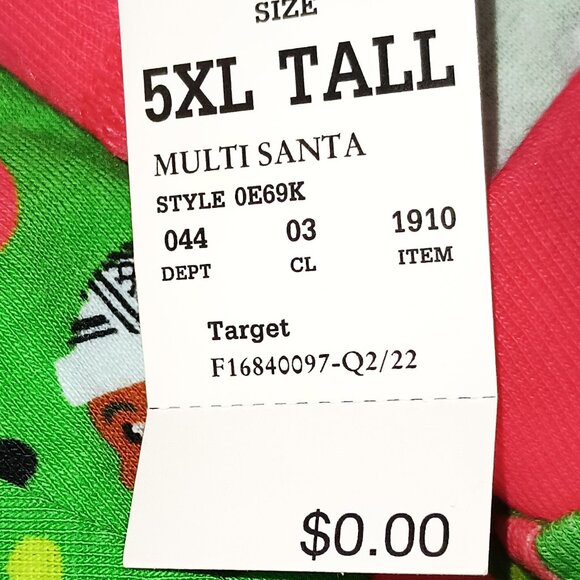 SIZE
5XL TALL
MULTI SANTA
STYLE 0E69K
044 03 1910
DEPT CL ITEM
Target
F16840097-Q2/22
$0.00